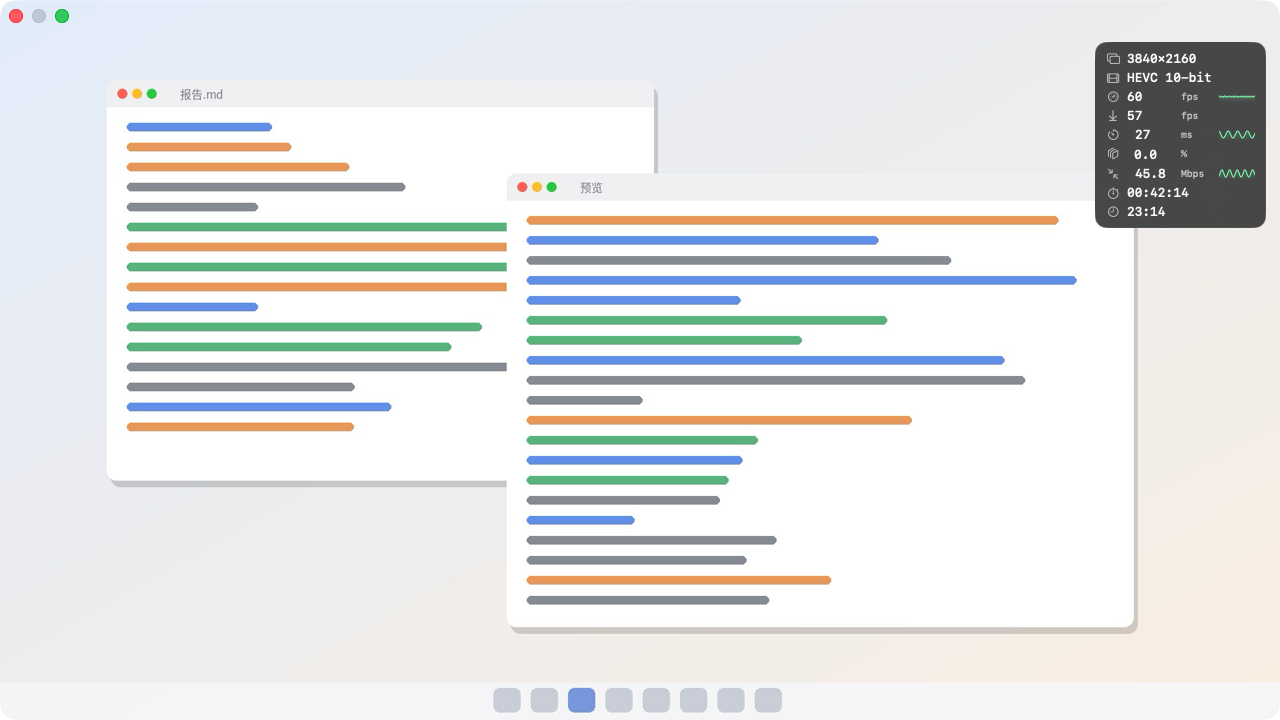 报告.md
预览
3840×2160
HEVC 10-bit
60 fps
57 fps
27 ms
0.0 %
45.8 Mbps
00:42:14
23:14